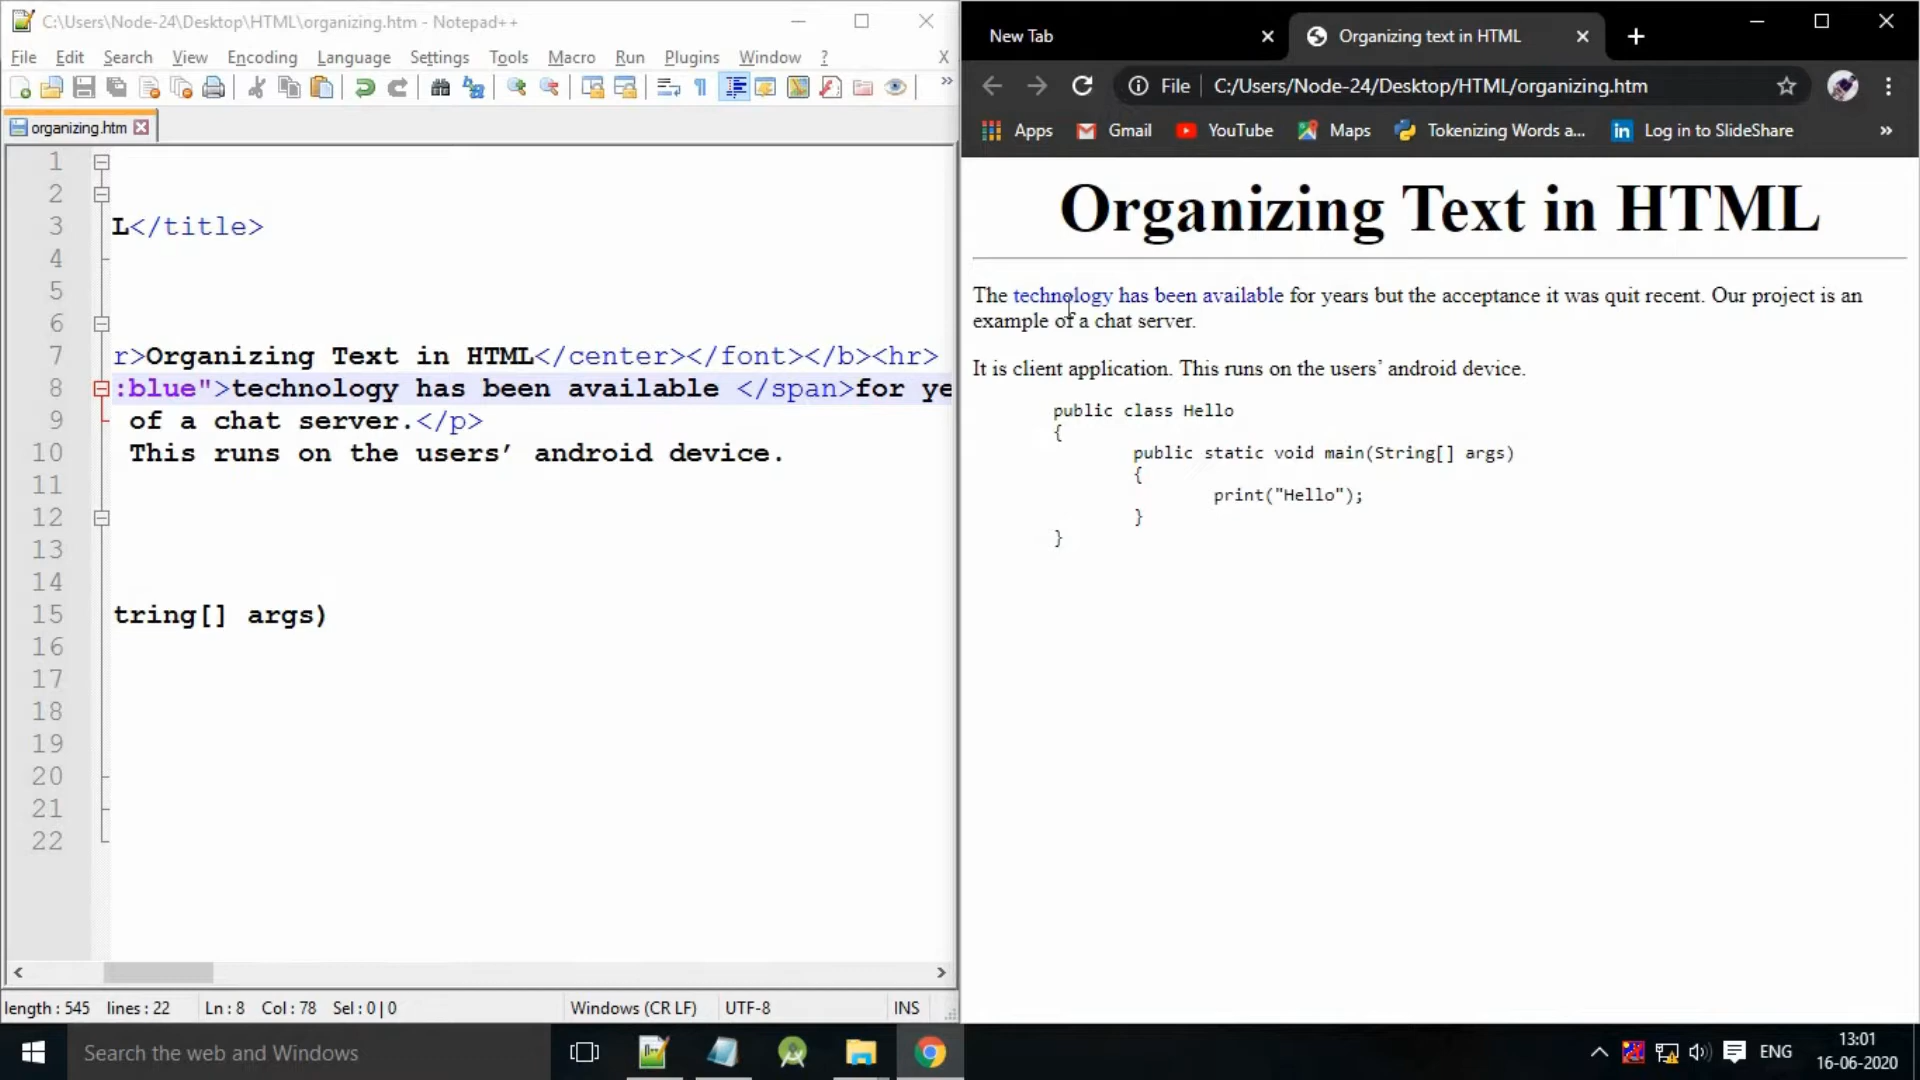 C:\Users\Node-24\Desktop\HTML\organizing.htm - Notepad++
File Edit Search View Encoding Language Settings Tools Macro Run Plugins Window ? X
organizing.htm
1
2
3 L</title>
4
5
6
7 r>Organizing Text in HTML</center></font></b><hr>
8 :blue">technology has been available </span>for ye
9 of a chat server.</p>
10 This runs on the users’ android device.
11
12
13
14
15 tring[] args)
16
17
18
19
20
21
22
length : 545 lines : 22 Ln : 8 Col : 78 Sel : 0 | 0 Windows (CR LF) UTF-8 INS
New Tab Organizing text in HTML
File C:/Users/Node-24/Desktop/HTML/organizing.htm
Apps Gmail YouTube Maps Tokenizing Words a... in Log in to SlideShare »
Organizing Text in HTML
The technology has been available for years but the acceptance it was quit recent. Our project is an
example of a chat server.
It is client application. This runs on the users’ android device.
public class Hello
{
public static void main(String[] args)
{
print("Hello");
}
}
Search the web and Windows
ENG
13:01
16-06-2020